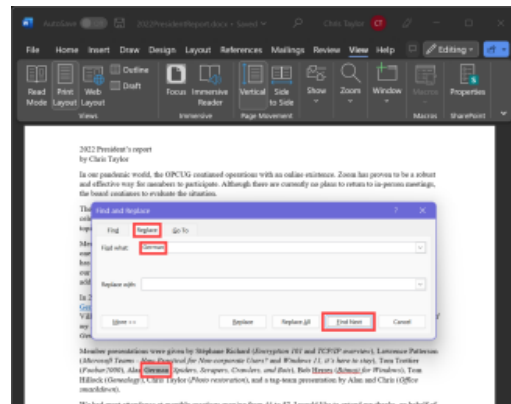 AutoSave
2022PresidentReport.docx • Saved
Chris Taylor
CT
File Home Insert Draw Design Layout References Mailings Review View Help
Editing
Read Mode
Print Layout
Web Layout
Outline
Draft
Focus
Immersive Reader
Vertical
Side to Side
Show
Zoom
Window
Macros
Properties
Views
Immersive
Page Movement
Macros
SharePoint
2022 President's report
by Chris Taylor
In our pandemic world, the OPCUG continued operations with an online existence. Zoom has proven to be a robust
and effective way for members to participate. Although there are currently no plans to return to in-person meetings,
the board continues to evaluate the situation.
Find and Replace
? ×
Find Replace Go To
Find what: German
Replace with:
More >> Replace Replace All Find Next Cancel
In 2
Member presentations were given by Stéphane Richard (Encryption 101 and TCP/IP overview), Lawrence Patterson
(Microsoft Teams - How Practical for Non-corporate Users? and Windows 11, it's here to stay), Tom Trottier
(Foobar2000), Alan German (Spiders, Scrapers, Crawlers, and Bots), Bob Herres (Batmui for Windows), Tom
Hillock (Genealogy), Chris Taylor (Photo restoration), and a tag-team presentation by Alan and Chris (Office